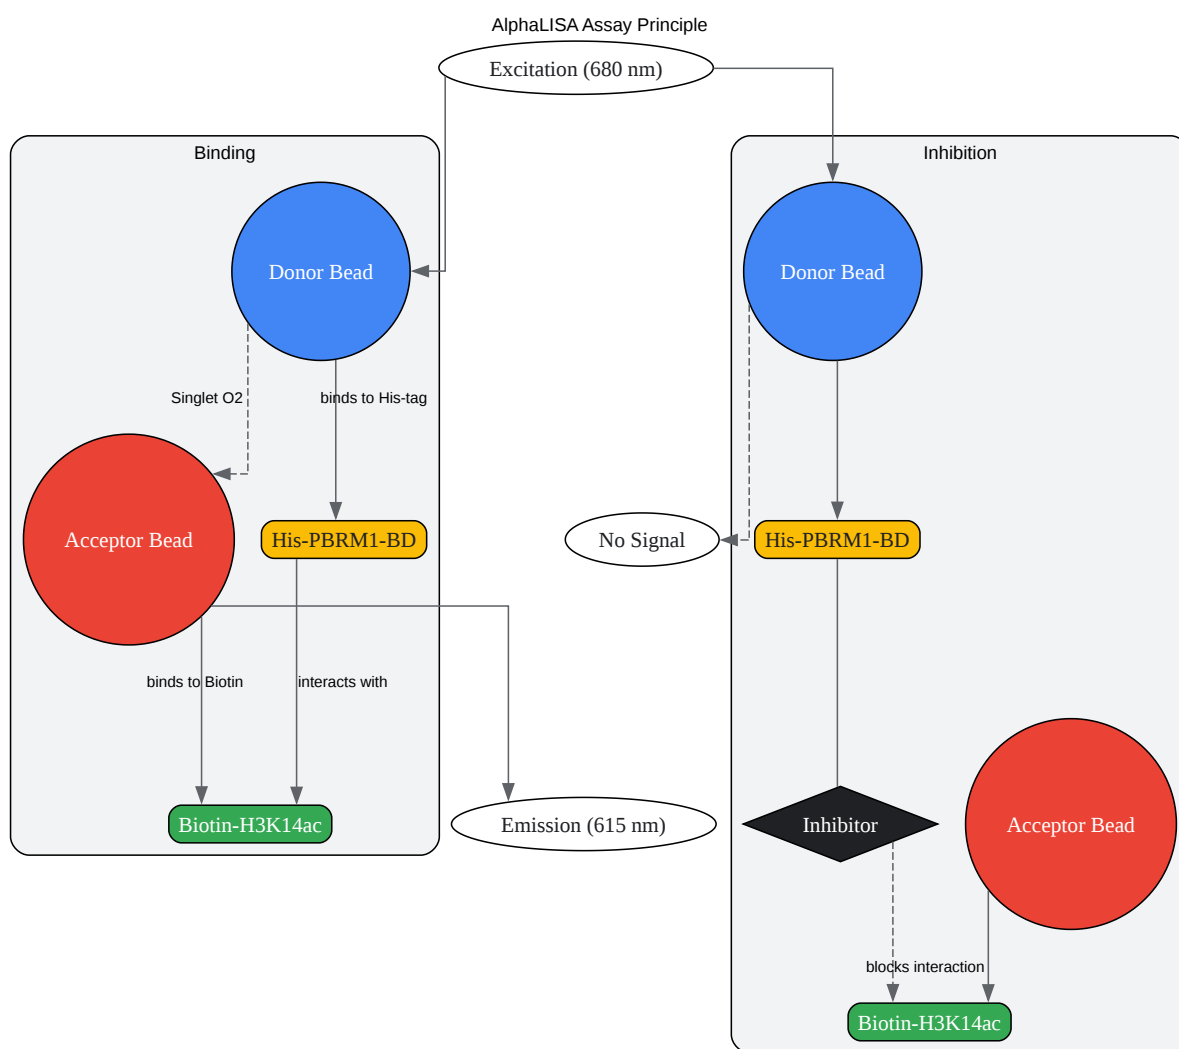 AlphaLISA Assay Principle
Excitation (680 nm)
Binding
Inhibition
Donor Bead
Donor Bead
Singlet O2
binds to His-tag
Acceptor Bead
His-PBRM1-BD
No Signal
His-PBRM1-BD
binds to Biotin
interacts with
Biotin-H3K14ac
Emission (615 nm)
Inhibitor
Acceptor Bead
blocks interaction
Biotin-H3K14ac